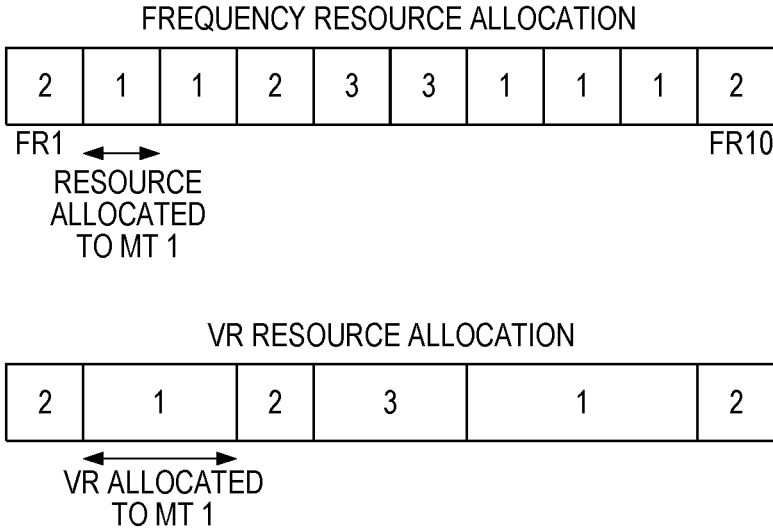 FREQUENCY RESOURCE ALLOCATION
2 1 1 2 3 3 1 1 1 2
FR1 FR10
RESOURCE
ALLOCATED
TO MT 1
VR RESOURCE ALLOCATION
2 1 2 3 1 2
VR ALLOCATED
TO MT 1